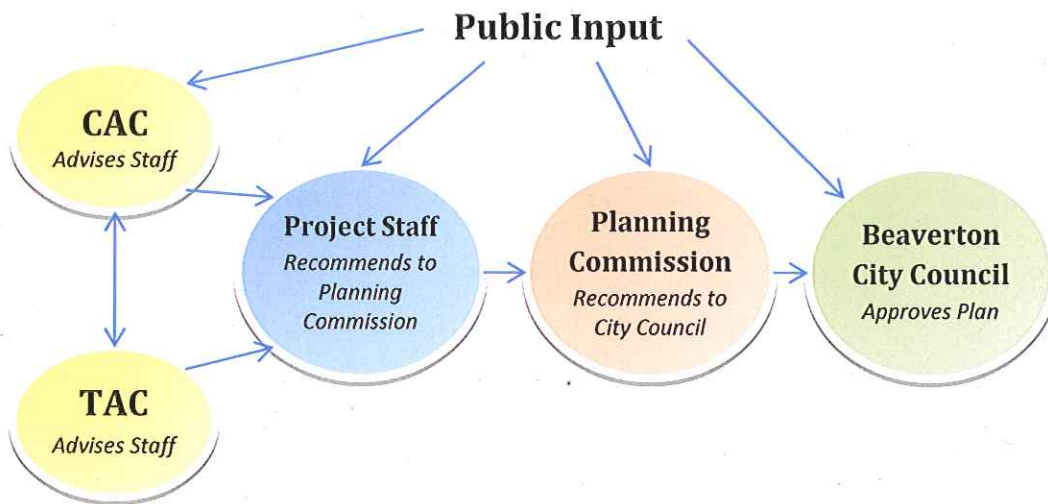 Public Input
CAC
Advises Staff
Project Staff
Recommends to
Planning
Commission
Planning
Commission
Recommends to
City Council
Beaverton
City Council
Approves Plan
TAC
Advises Staff